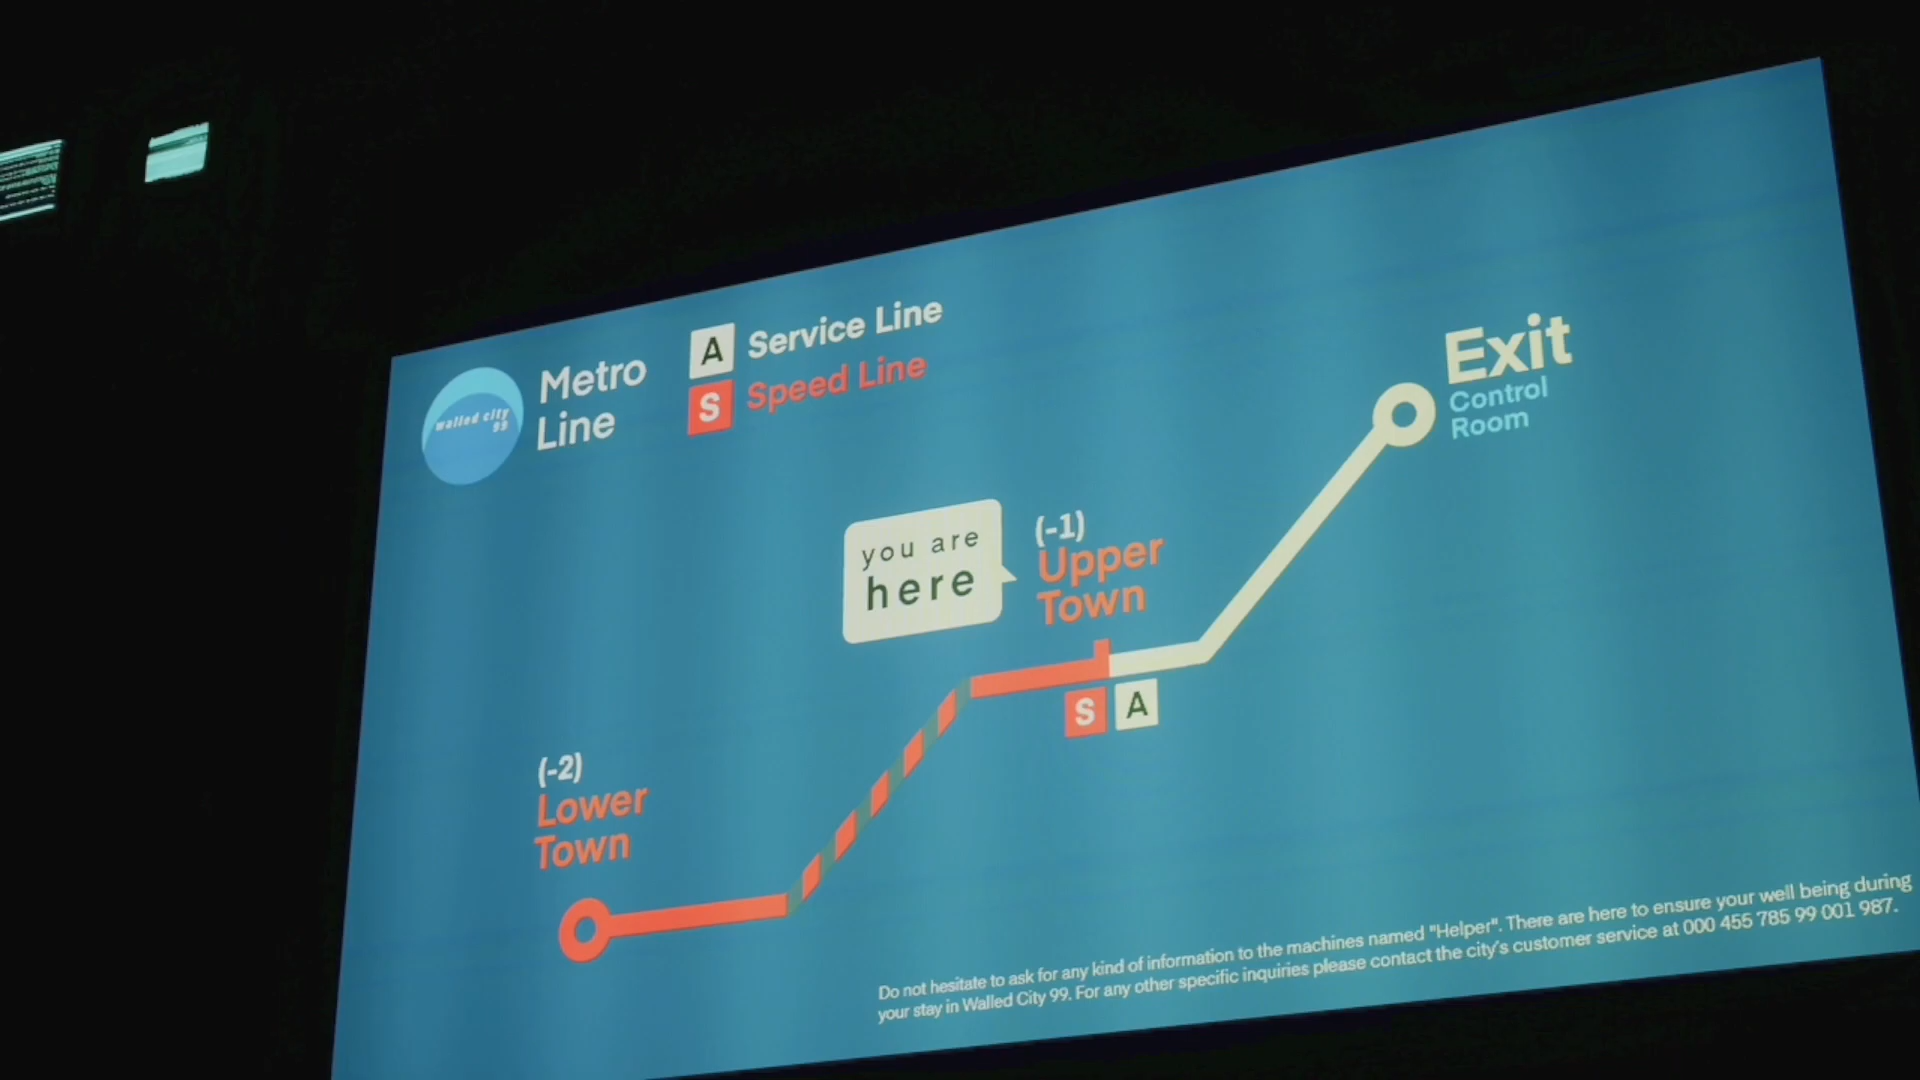 walled city
99
Metro
Line
A Service Line
S Speed Line
Exit
Control
Room
you are
here
(-1)
Upper
Town
S A
(-2)
Lower
Town
Do not hesitate to ask for any kind of information to the machines named "Helper". There are here to ensure your well being during
your stay in Walled City 99. For any other specific inquiries please contact the city's customer service at 000 455 785 99 001 987.